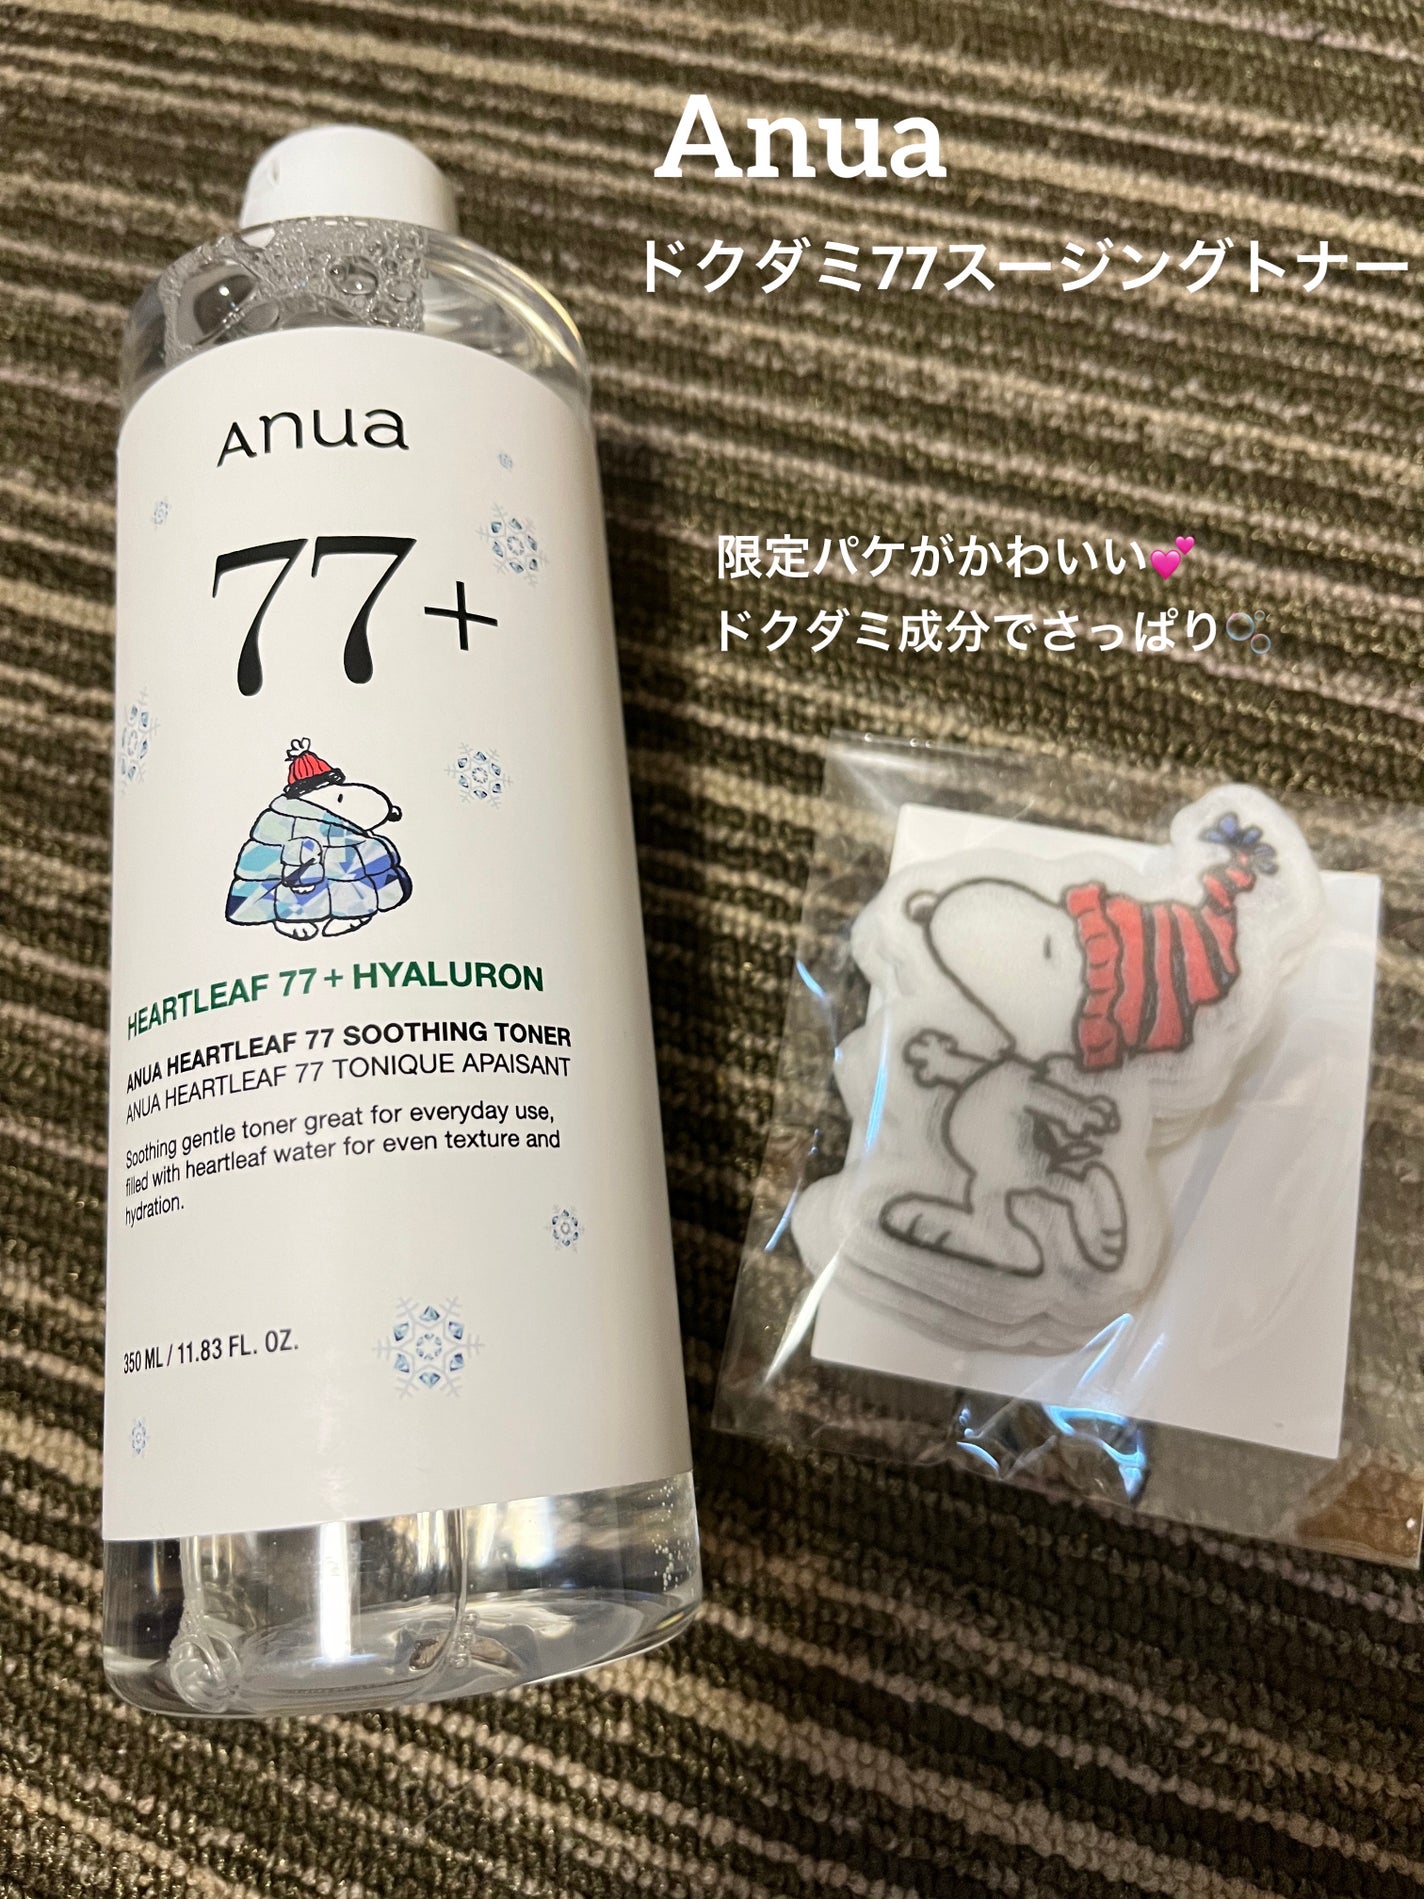 Anua
ドクダミ77スージングトナー
限定パケがかわいい💕
ドクダミ成分でさっぱり🫧
Anua
77+
HEARTLEAF 77+HYALURON
ANUA HEARTLEAF 77 SOOTHING TONER
ANUA HEARTLEAF 77 TONIQUE APAISANT
Soothing gentle toner great for everyday use,
filled with heartleaf water for even texture and
hydration.
350 ML / 11.83 FL. OZ.